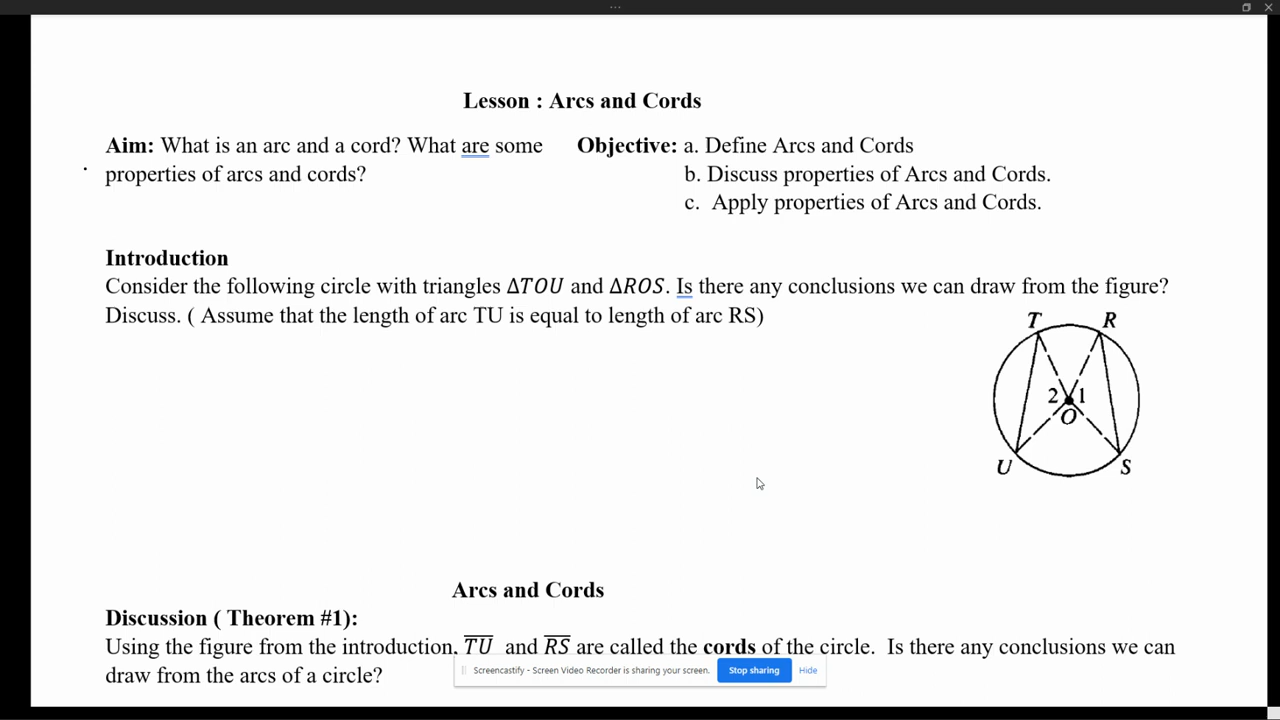 Lesson : Arcs and Cords
Aim: What is an arc and a cord? What are some
properties of arcs and cords?
Objective: a. Define Arcs and Cords
b. Discuss properties of Arcs and Cords.
c. Apply properties of Arcs and Cords.
Introduction
Consider the following circle with triangles ΔTOU and ΔROS. Is there any conclusions we can draw from the figure?
Discuss. ( Assume that the length of arc TU is equal to length of arc RS)
T R
2 1
O
U S
Arcs and Cords
Discussion ( Theorem #1):
Using the figure from the introduction, T̅U̅ and R̅S̅ are called the cords of the circle. Is there any conclusions we can
draw from the arcs of a circle?
Screencastify - Screen Video Recorder is sharing your screen. Stop sharing Hide